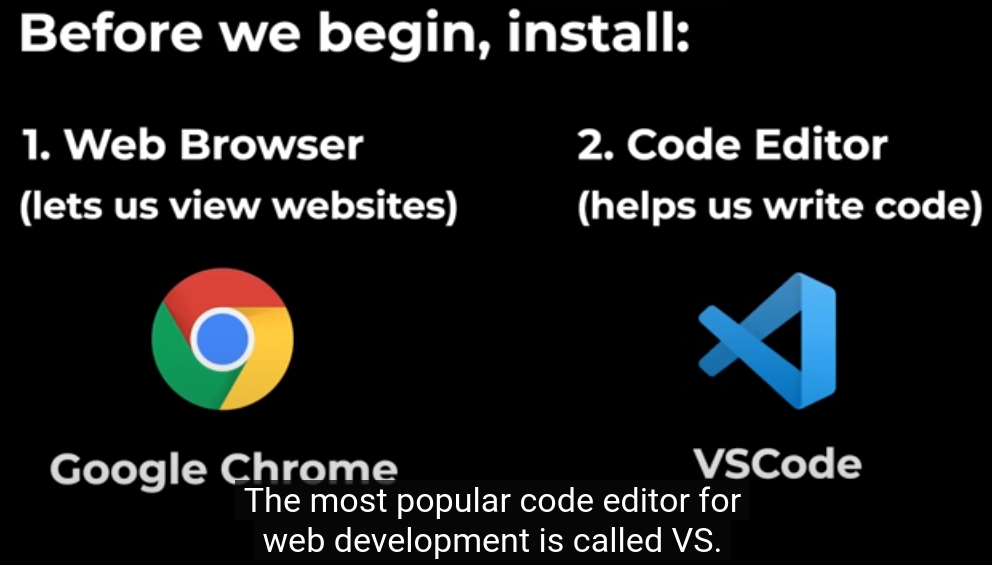 Before we begin, install:
1. Web Browser
(lets us view websites)
2. Code Editor
(helps us write code)
Google Chrome
VSCode
The most popular code editor for
web development is called VS.